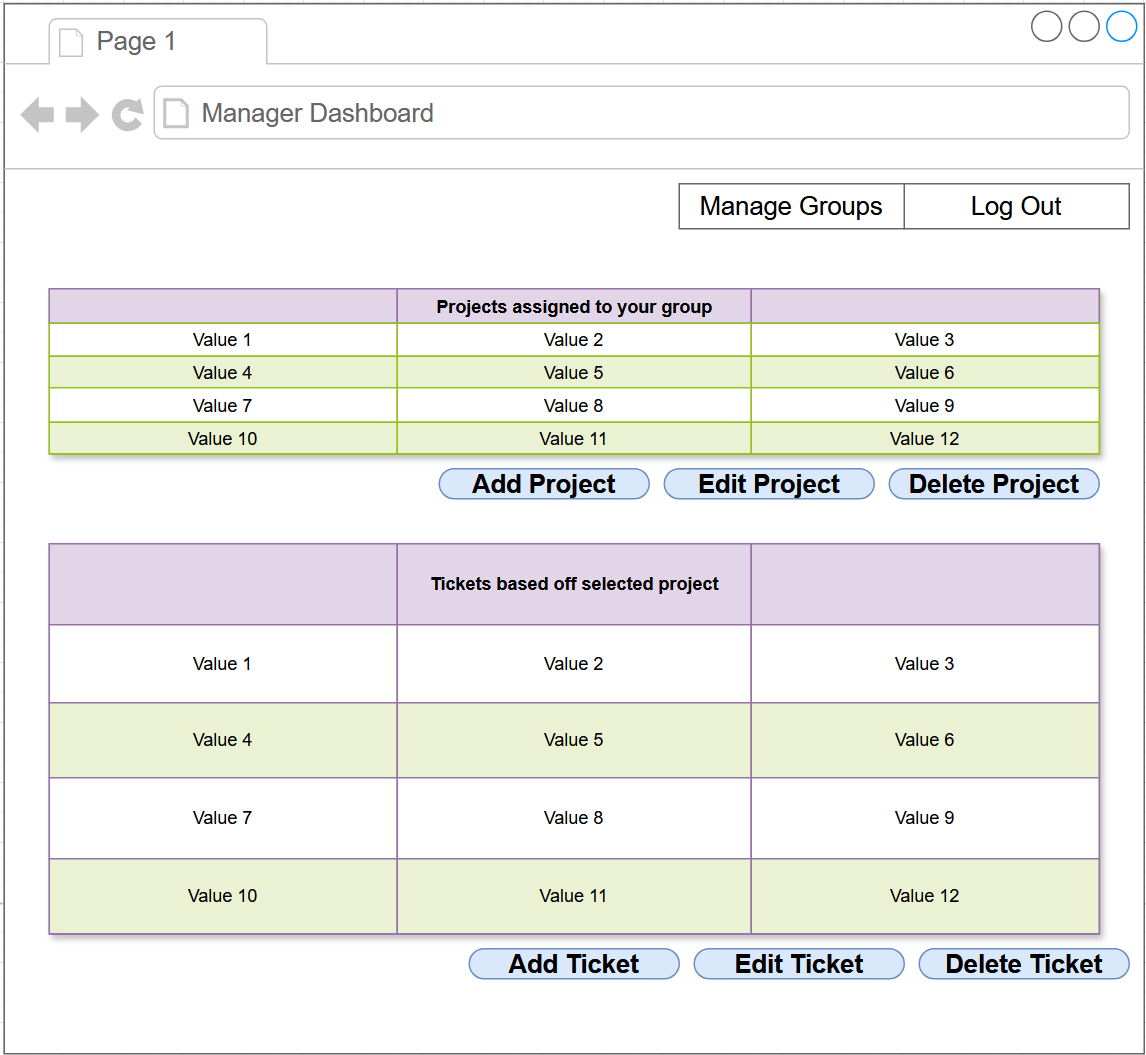 Page 1
Manager Dashboard
Manage Groups Log Out
Projects assigned to your group
Value 1 Value 2 Value 3
Value 4 Value 5 Value 6
Value 7 Value 8 Value 9
Value 10 Value 11 Value 12
Add Project Edit Project Delete Project
Tickets based off selected project
Value 1 Value 2 Value 3
Value 4 Value 5 Value 6
Value 7 Value 8 Value 9
Value 10 Value 11 Value 12
Add Ticket Edit Ticket Delete Ticket